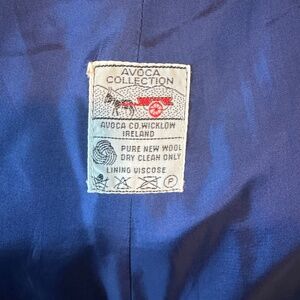 AVOCA
COLLECTION
AVOCA CO. WICKLOW
IRELAND
PURE NEW WOOL
DRY CLEAN ONLY
LINING VISCOSE
P